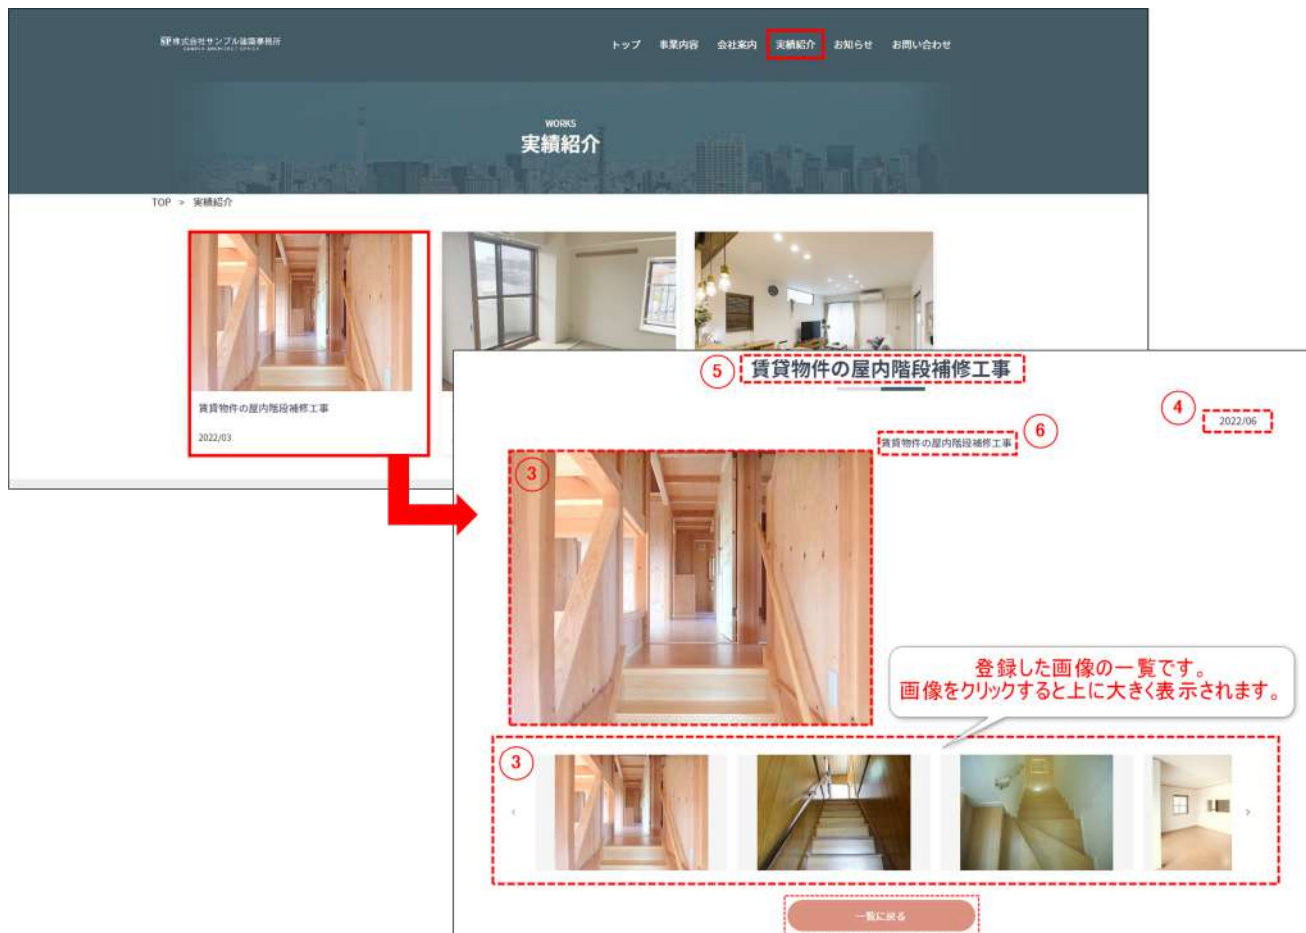 株式会社サンプル建築事務所
トップ 事業内容 会社案内 実績紹介 お知らせ お問い合わせ
WORKS
実績紹介
TOP > 実績紹介
賃貸物件の屋内階段補修工事
2022/03
⑤ 賃貸物件の屋内階段補修工事
④
2022/06
⑥
賃貸物件の屋内階段補修工事
③
登録した画像の一覧です。
画像をクリックすると上に大きく表示されます。
③
‹ ›
一覧に戻る